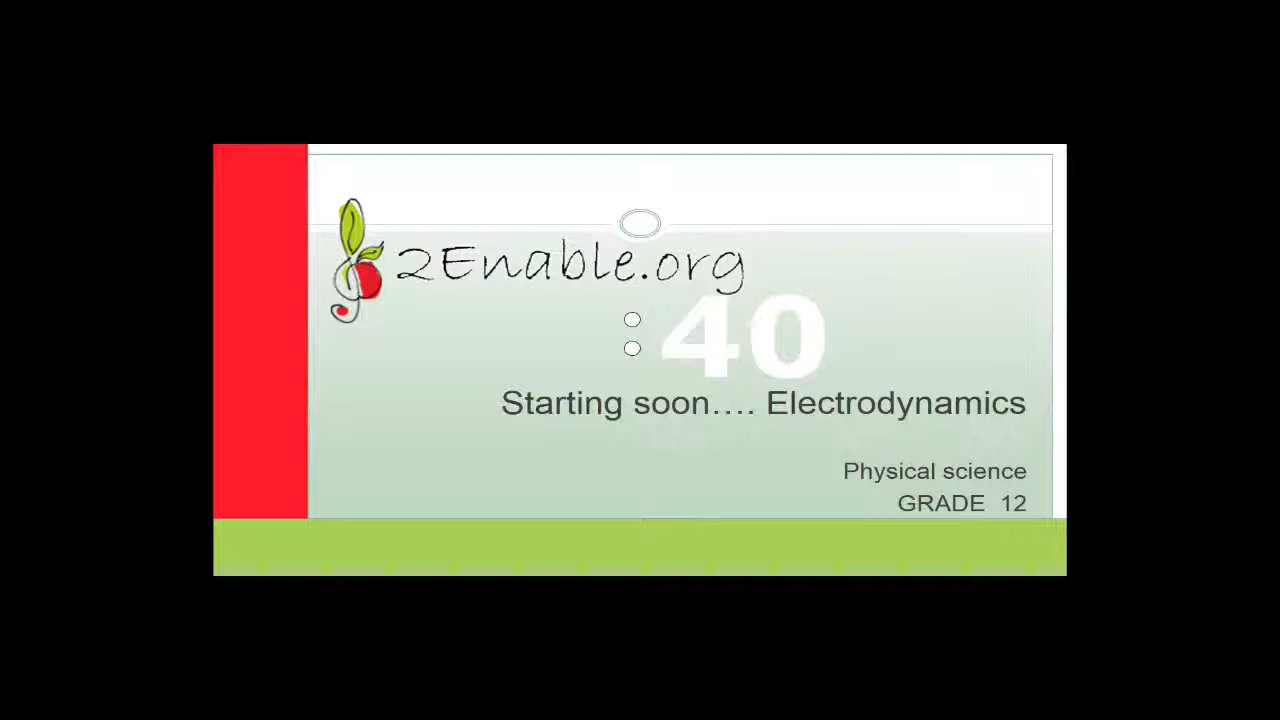 2Enable.org
:40
Starting soon.... Electrodynamics
Physical science
GRADE 12